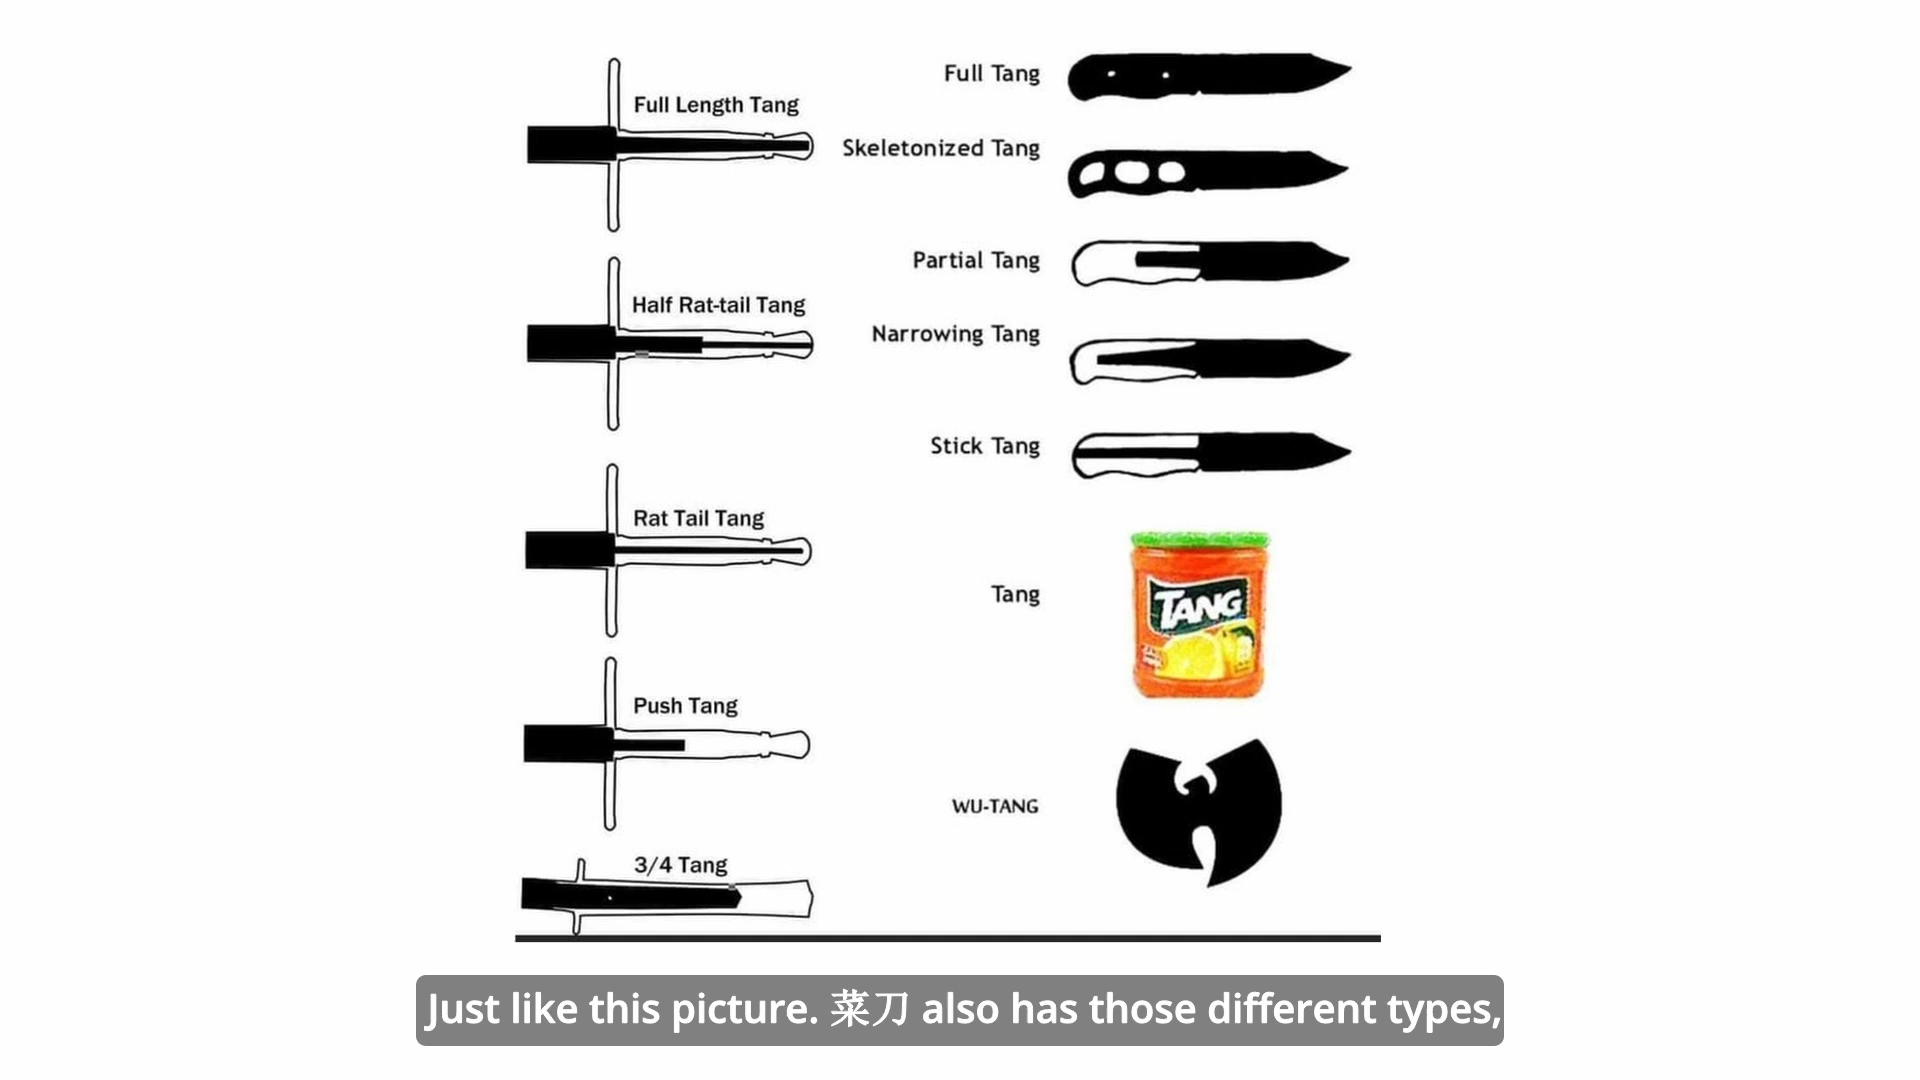 Full Length Tang
Half Rat-tail Tang
Rat Tail Tang
Push Tang
3/4 Tang
Full Tang
Skeletonized Tang
Partial Tang
Narrowing Tang
Stick Tang
Tang
TANG
WU-TANG
Just like this picture. 菜刀 also has those different types,